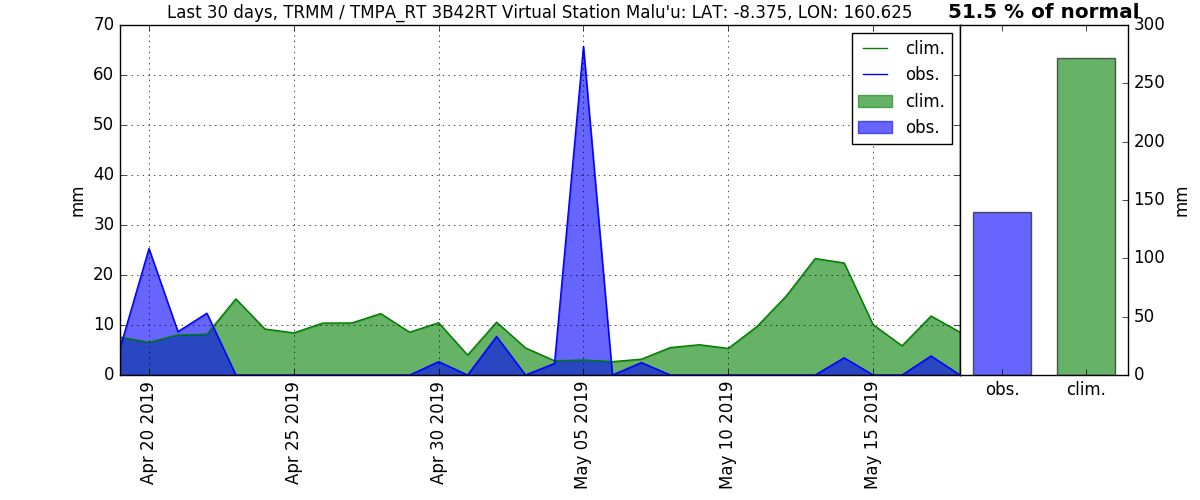 Last 30 days, TRMM / TMPA_RT 3B42RT Virtual Station Malu'u: LAT: -8.375, LON: 160.625
51.5 % of normal
70
60
50
40
30
20
10
0
mm
clim.
obs.
clim.
obs.
Apr 20 2019
Apr 25 2019
Apr 30 2019
May 05 2019
May 10 2019
May 15 2019
300
250
200
150
100
50
0
mm
obs.
clim.